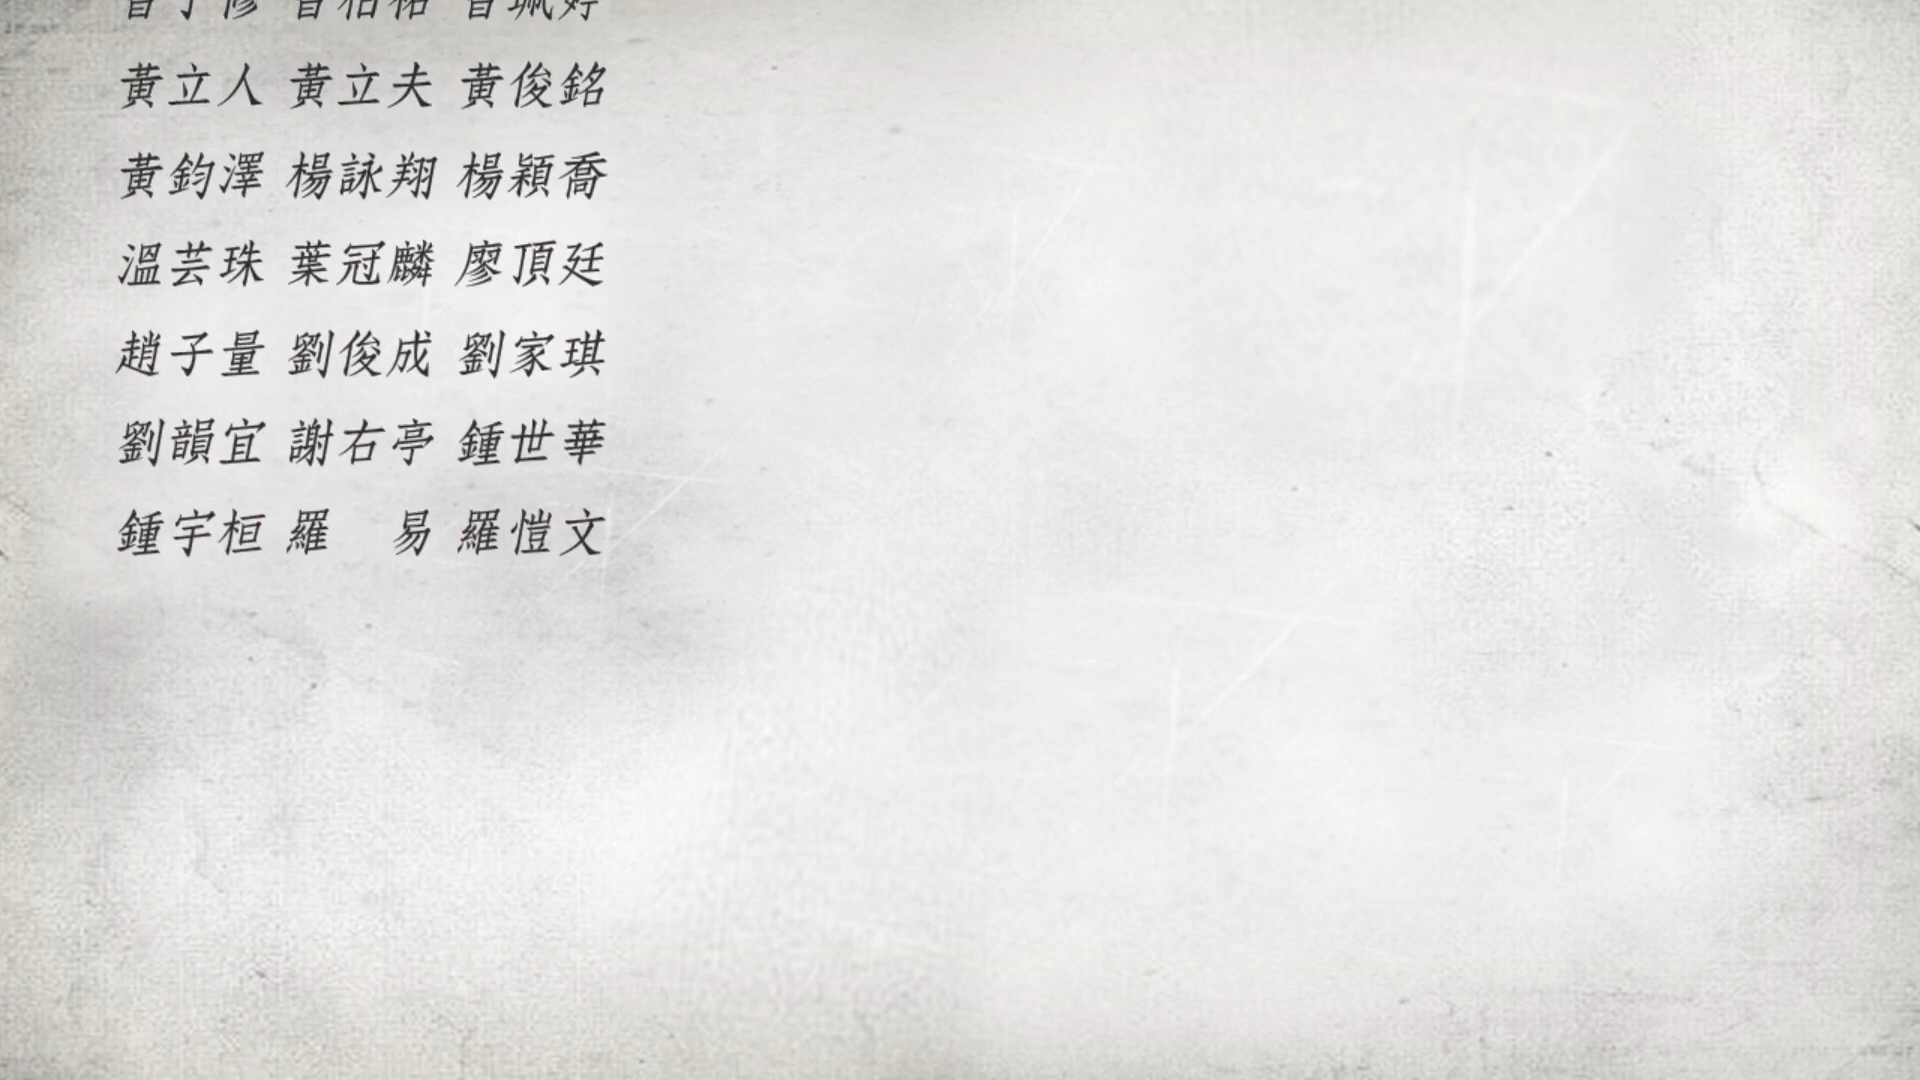 黃立人 黃立夫 黃俊銘
黃鈞澤 楊詠翔 楊穎喬
溫芸珠 葉冠麟 廖頂廷
趙子量 劉俊成 劉家琪
劉韻宜 謝右亭 鍾世華
鍾宇桓 羅　易 羅愷文